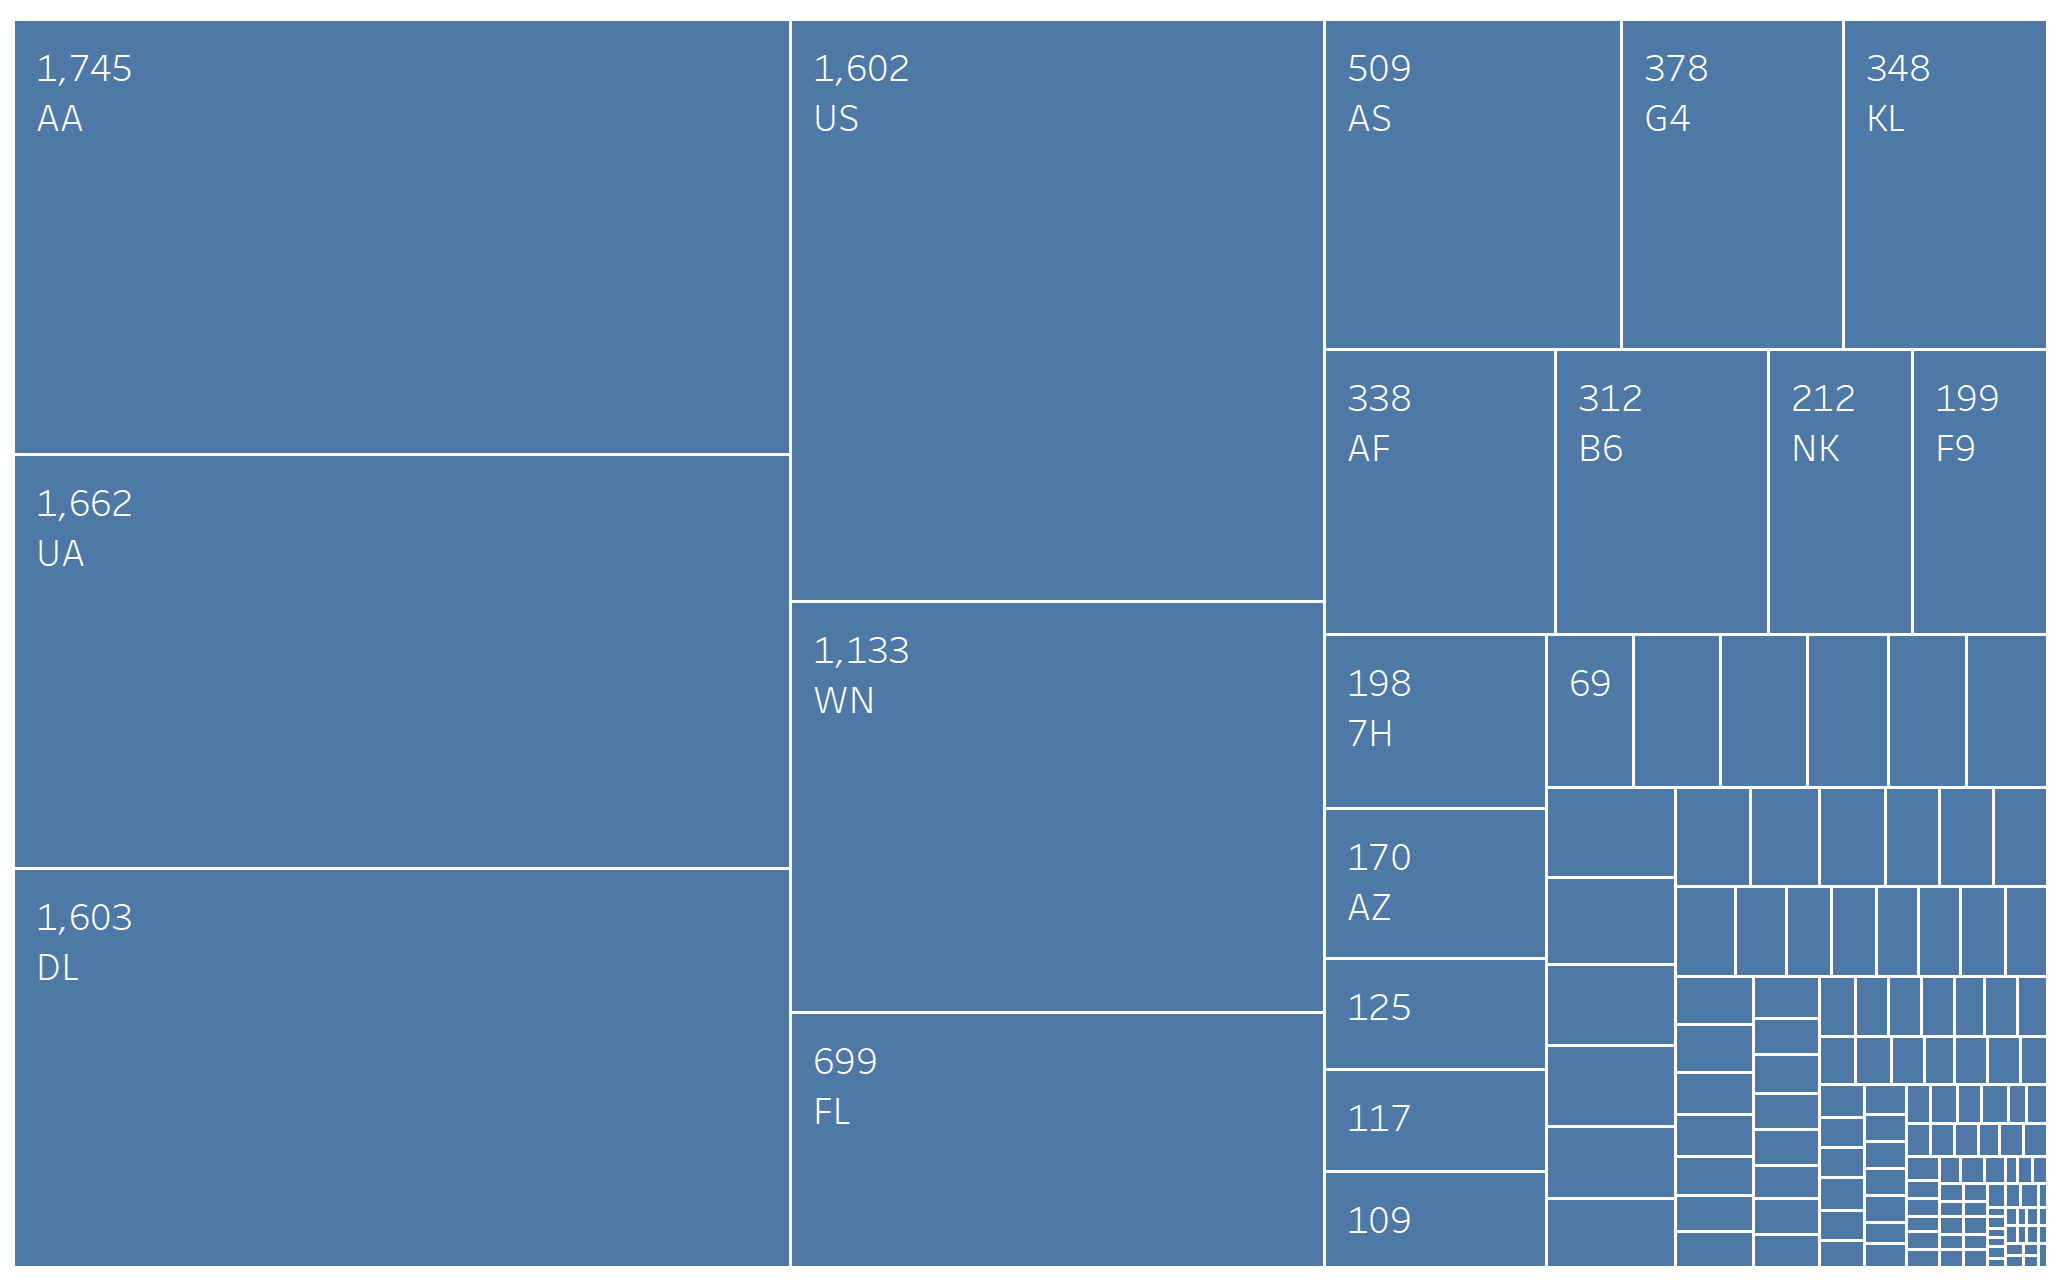 1,745
AA
1,662
UA
1,603
DL
1,602
US
1,133
WN
699
FL
509
AS
378
G4
348
KL
338
AF
312
B6
212
NK
199
F9
198
7H
170
AZ
125
117
109
69